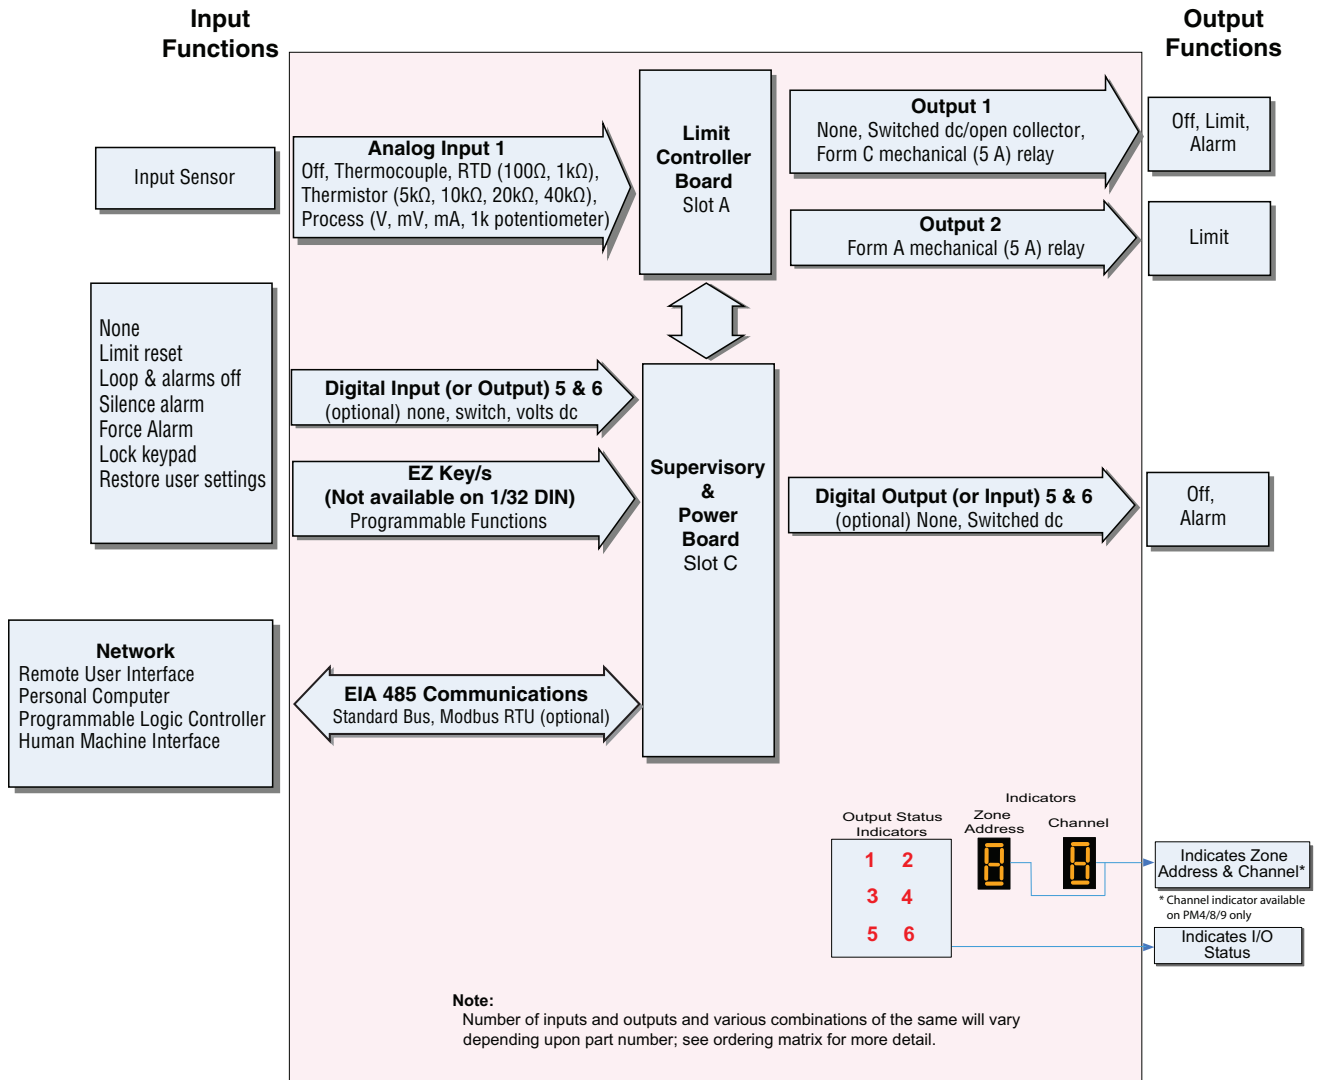 Input
Functions
Output
Functions
Input Sensor
Analog Input 1
Off, Thermocouple, RTD (100Ω, 1kΩ),
Thermistor (5kΩ, 10kΩ, 20kΩ, 40kΩ),
Process (V, mV, mA, 1k potentiometer)
Limit
Controller
Board
Slot A
Output 1
None, Switched dc/open collector,
Form C mechanical (5 A) relay
Off, Limit,
Alarm
Output 2
Form A mechanical (5 A) relay
Limit
None
Limit reset
Loop & alarms off
Silence alarm
Force Alarm
Lock keypad
Restore user settings
Digital Input (or Output) 5 & 6
(optional) none, switch, volts dc
EZ Key/s
(Not available on 1/32 DIN)
Programmable Functions
Supervisory
&
Power
Board
Slot C
Digital Output (or Input) 5 & 6
(optional) None, Switched dc
Off,
Alarm
Network
Remote User Interface
Personal Computer
Programmable Logic Controller
Human Machine Interface
EIA 485 Communications
Standard Bus, Modbus RTU (optional)
Output Status
Indicators
1 2
3 4
5 6
Indicators
Zone
Address
Channel
8
8
Indicates Zone
Address & Channel*
* Channel indicator available
on PM4/8/9 only
Indicates I/O
Status
Note:
Number of inputs and outputs and various combinations of the same will vary
depending upon part number; see ordering matrix for more detail.